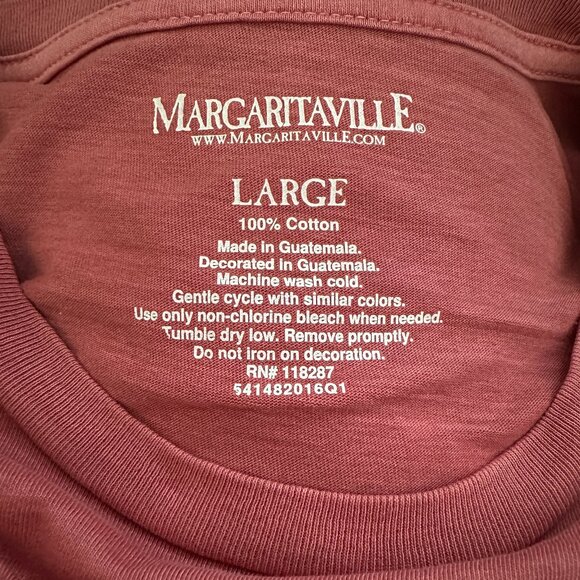 MARGARITAVILLE®
WWW.MARGARITAVILLE.COM
LARGE
100% Cotton
Made in Guatemala.
Decorated in Guatemala.
Machine wash cold.
Gentle cycle with similar colors.
Use only non-chlorine bleach when needed.
Tumble dry low. Remove promptly.
Do not iron on decoration.
RN# 118287
541482016Q1